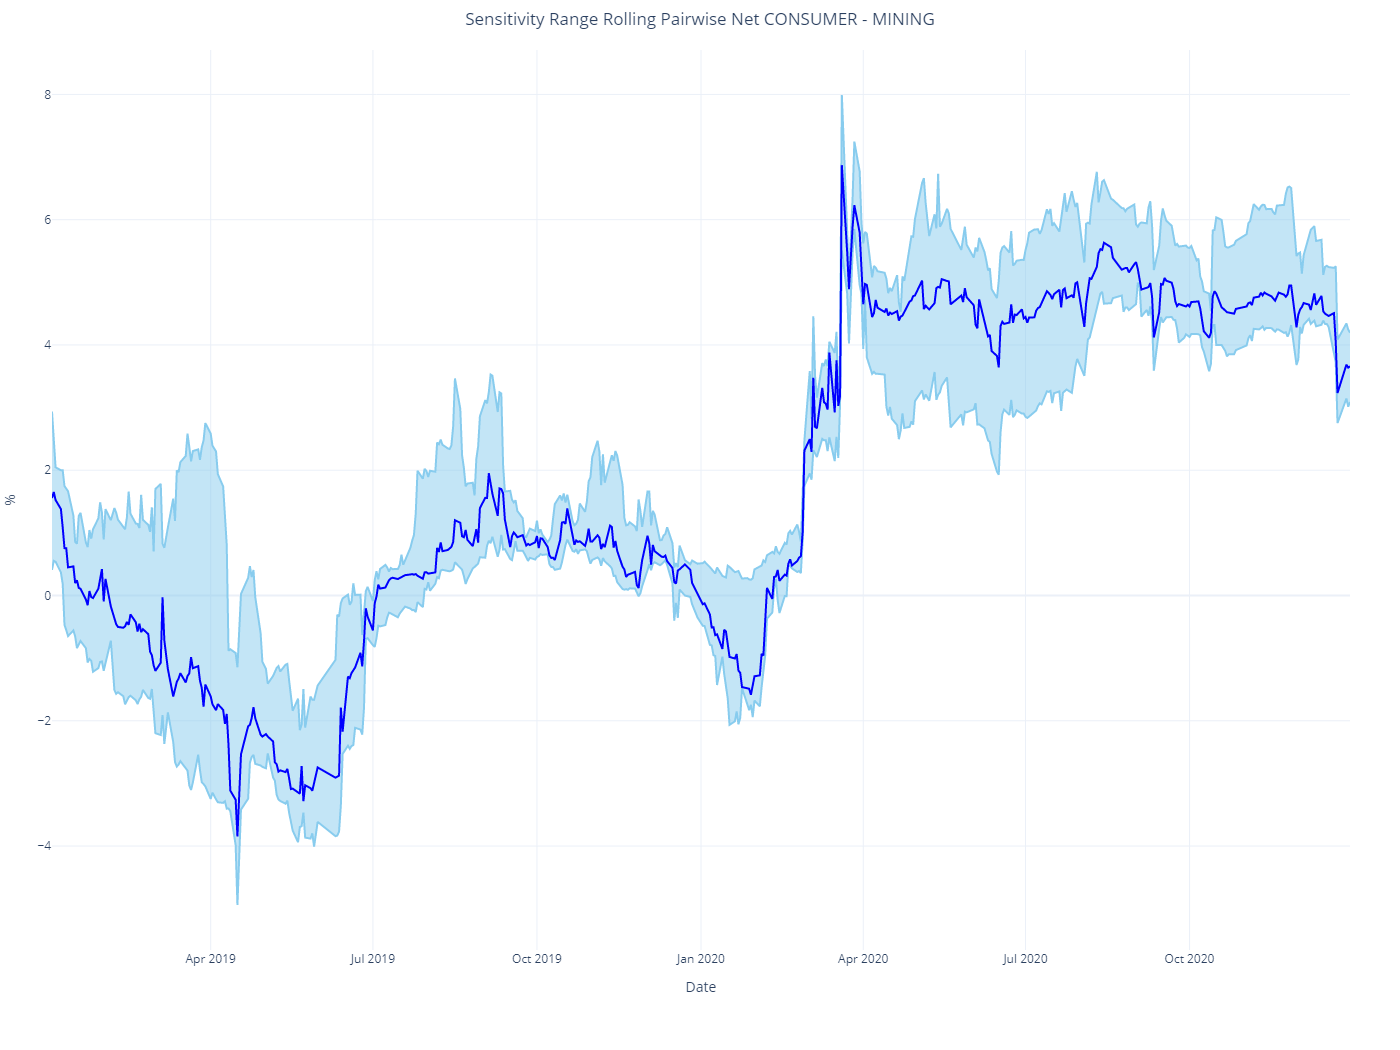 Sensitivity Range Rolling Pairwise Net CONSUMER - MINING
8
6
4
2
0
−2
−4
%
Apr 2019
Jul 2019
Oct 2019
Jan 2020
Apr 2020
Jul 2020
Oct 2020
Date